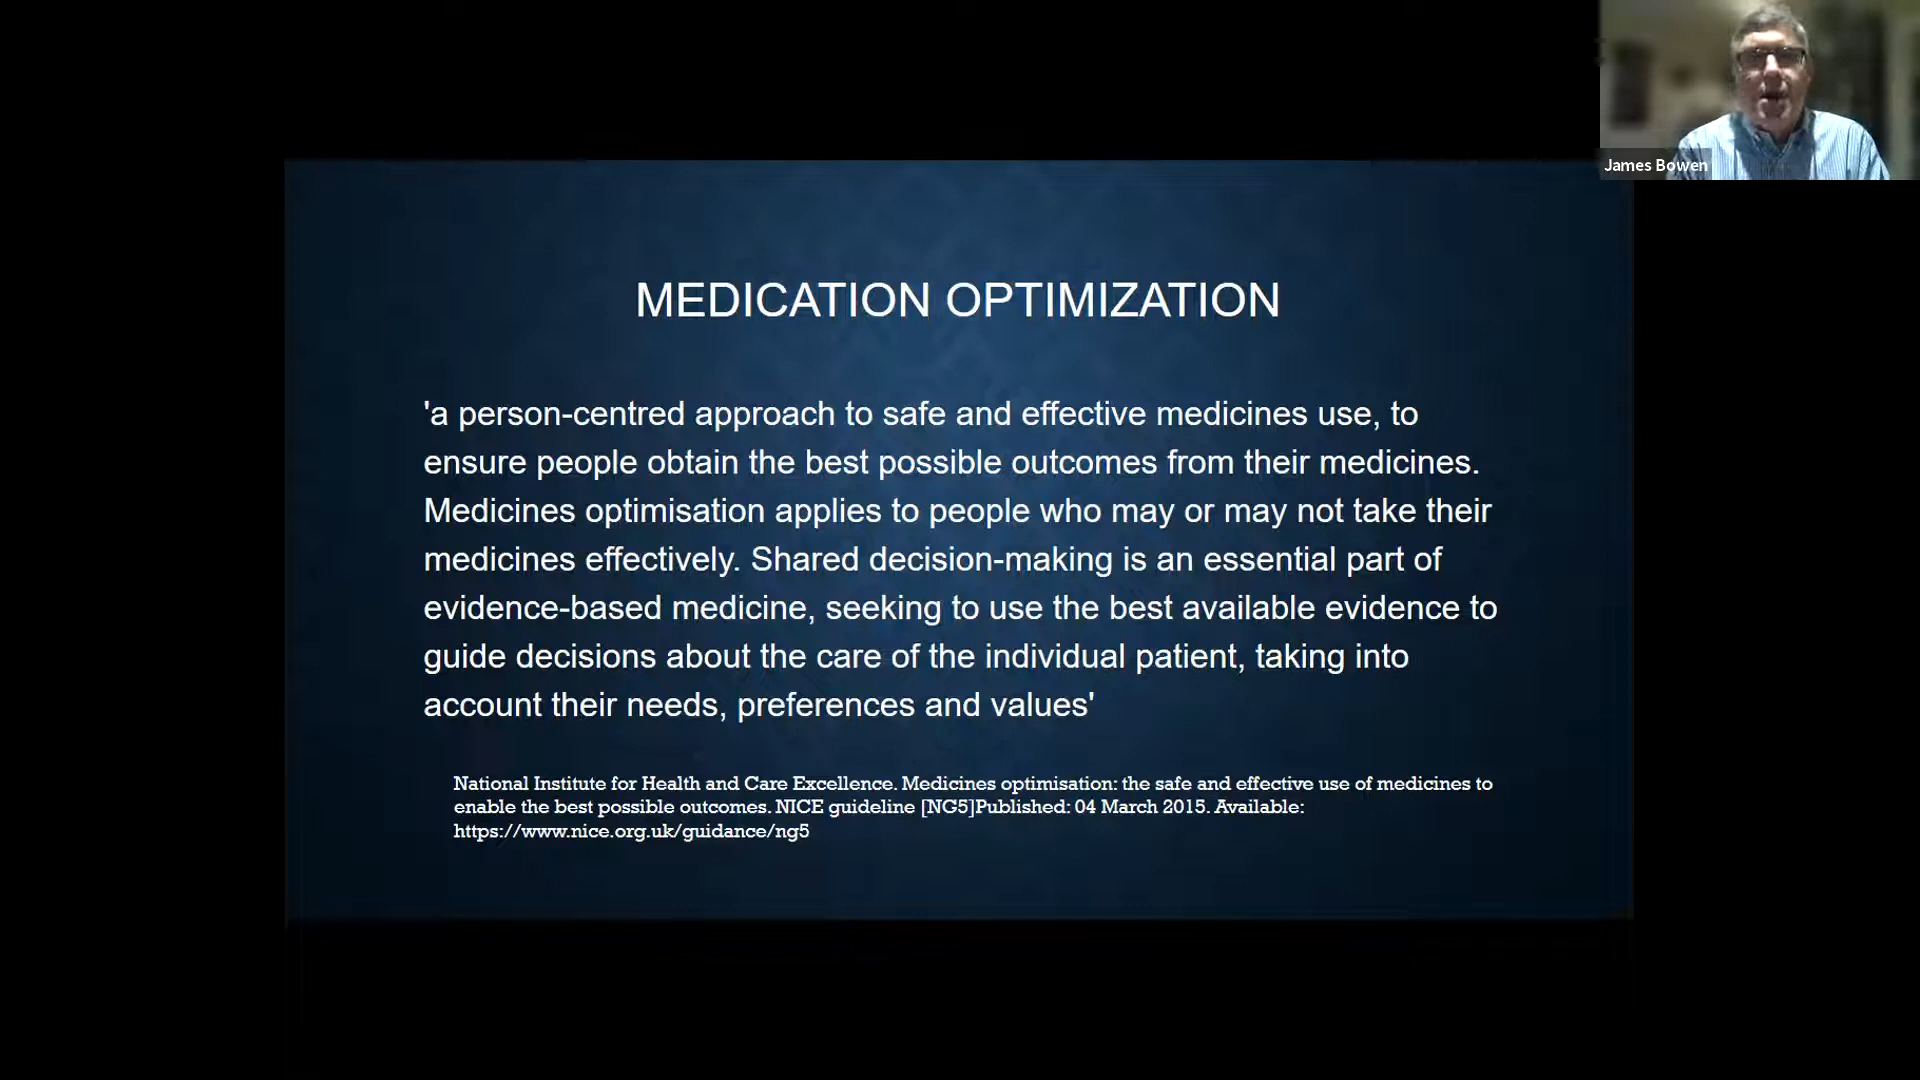 James Bowen
MEDICATION OPTIMIZATION
'a person-centred approach to safe and effective medicines use, to
ensure people obtain the best possible outcomes from their medicines.
Medicines optimisation applies to people who may or may not take their
medicines effectively. Shared decision-making is an essential part of
evidence-based medicine, seeking to use the best available evidence to
guide decisions about the care of the individual patient, taking into
account their needs, preferences and values'
National Institute for Health and Care Excellence. Medicines optimisation: the safe and effective use of medicines to
enable the best possible outcomes. NICE guideline [NG5]Published: 04 March 2015. Available:
https://www.nice.org.uk/guidance/ng5